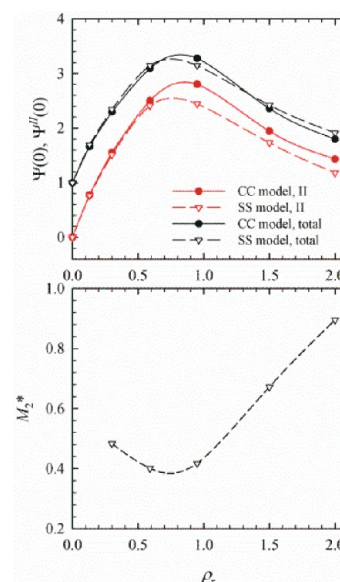 4
3
2
1
0
Ψ(0), Ψ^II(0)
CC model, II
SS model, II
CC model, total
SS model, total
0.0 0.5 1.0 1.5 2.0
1.0
0.8
0.6
0.4
0.2
M₂*
0.0 0.5 1.0 1.5 2.0